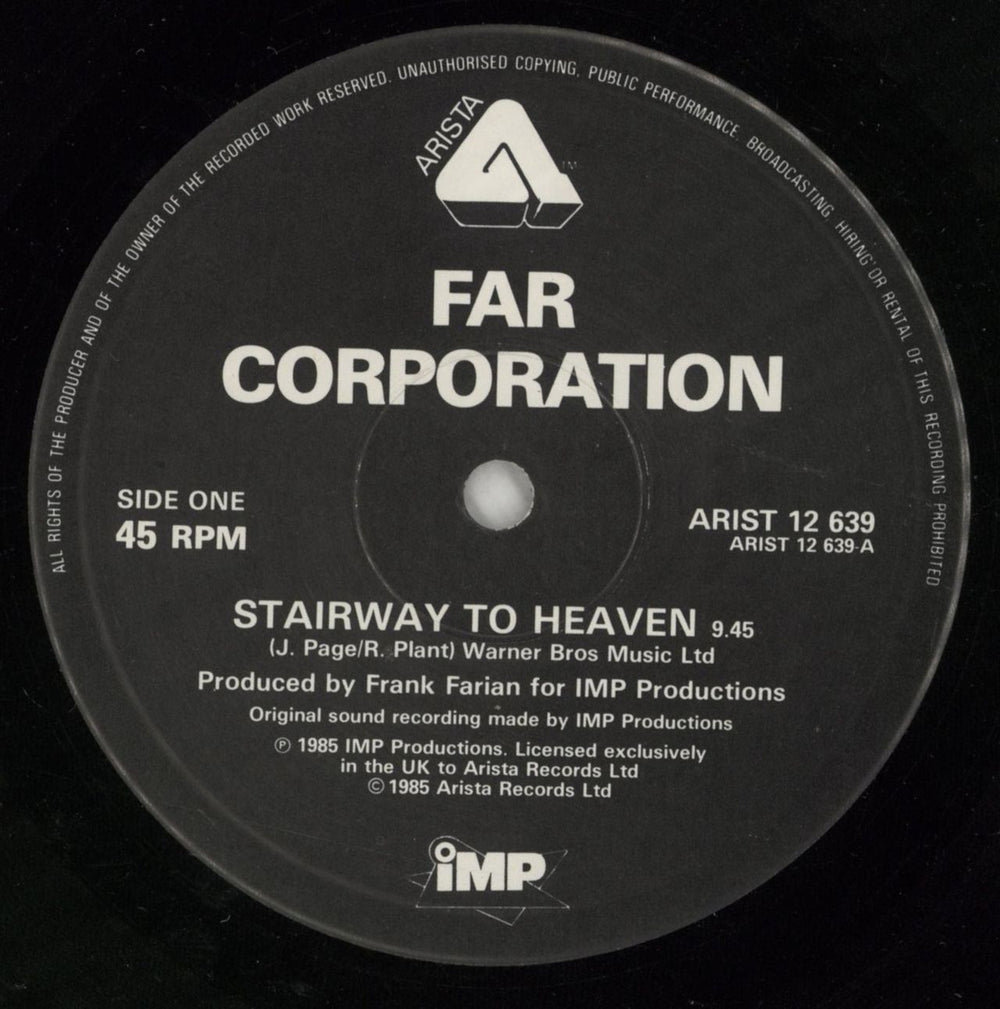 ALL RIGHTS OF THE PRODUCER AND OF THE OWNER OF THE RECORDED WORK RESERVED. UNAUTHORISED COPYING, PUBLIC PERFORMANCE, BROADCASTING, HIRING OR RENTAL OF THIS RECORDING PROHIBITED
ARISTA
TM
FAR
CORPORATION
SIDE ONE
45 RPM
ARIST 12 639
ARIST 12 639-A
STAIRWAY TO HEAVEN 9.45
(J. Page/R. Plant) Warner Bros Music Ltd
Produced by Frank Farian for IMP Productions
Original sound recording made by IMP Productions
℗ 1985 IMP Productions. Licensed exclusively
in the UK to Arista Records Ltd
© 1985 Arista Records Ltd
iMP